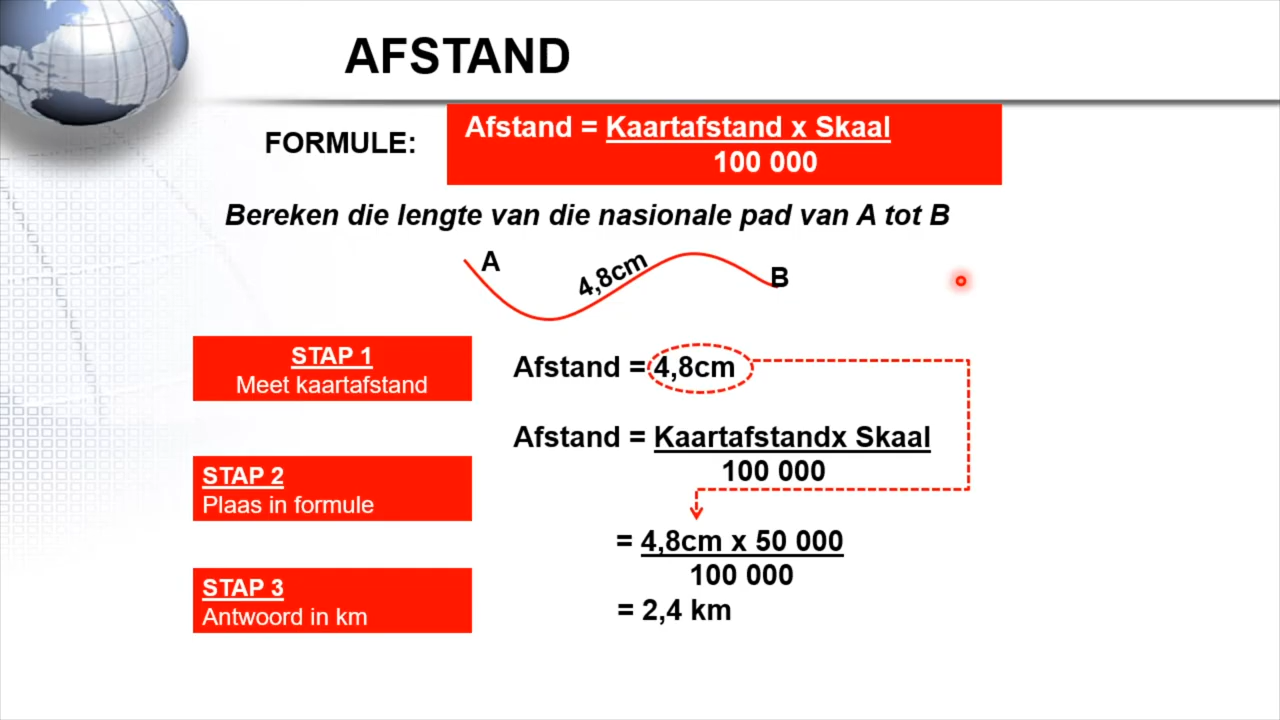 AFSTAND
FORMULE:
Afstand = Kaartafstand x Skaal
100 000
Bereken die lengte van die nasionale pad van A tot B
A
4,8cm
B
STAP 1
Meet kaartafstand
Afstand = 4,8cm
Afstand = Kaartafstandx Skaal
100 000
STAP 2
Plaas in formule
= 4,8cm x 50 000
100 000
STAP 3
Antwoord in km
= 2,4 km